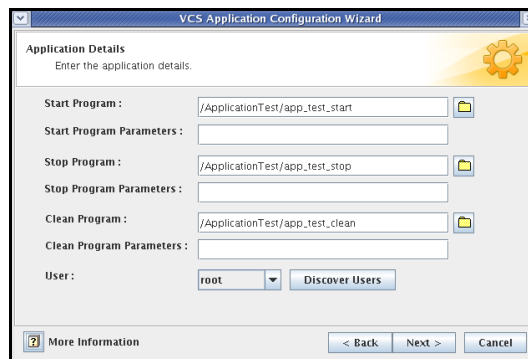 VCS Application Configuration Wizard
Application Details
Enter the application details.
Start Program :
/ApplicationTest/app_test_start
Start Program Parameters :
Stop Program :
/ApplicationTest/app_test_stop
Stop Program Parameters :
Clean Program :
/ApplicationTest/app_test_clean
Clean Program Parameters :
User :
root
Discover Users
? More Information
< Back
Next >
Cancel